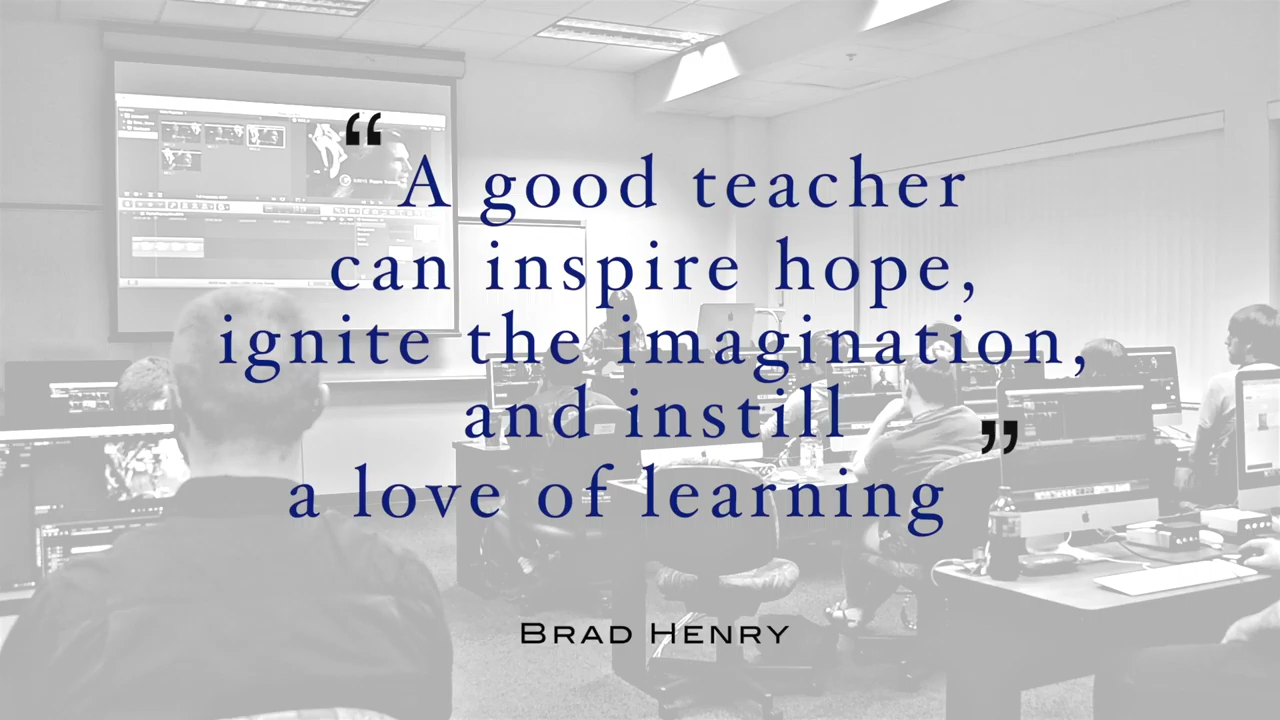 “A good teacher
can inspire hope,
ignite the imagination,
and instill
a love of learning”
Brad Henry